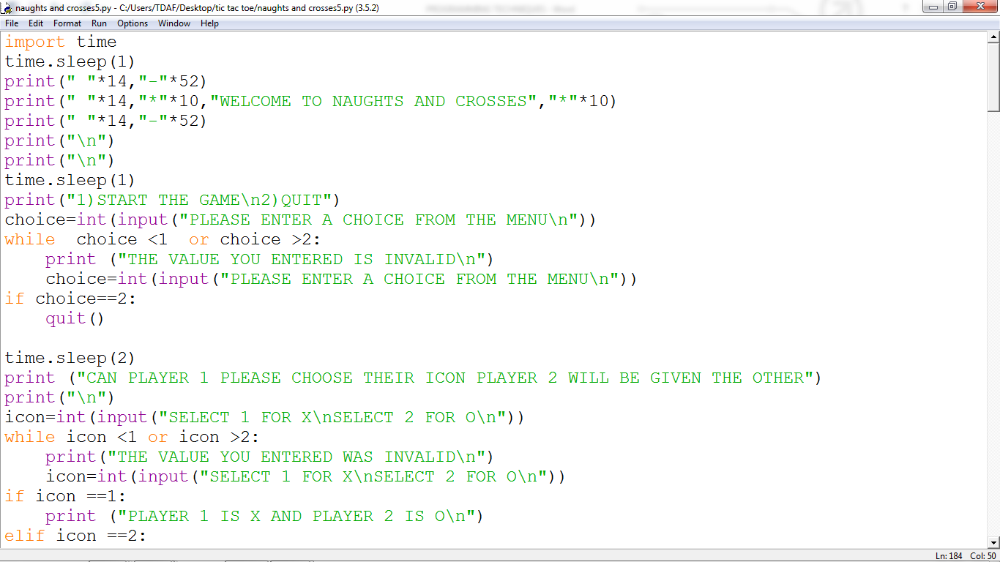 naughts and crosses5.py - C:/Users/TDAF/Desktop/tic tac toe/naughts and crosses5.py (3.5.2)
File Edit Format Run Options Window Help
import time
time.sleep(1)
print(" "*14,"-"*52)
print(" "*14,"*"*10,"WELCOME TO NAUGHTS AND CROSSES","*"*10)
print(" "*14,"-"*52)
print("\n")
print("\n")
time.sleep(1)
print("1)START THE GAME\n2)QUIT")
choice=int(input("PLEASE ENTER A CHOICE FROM THE MENU\n"))
while  choice <1  or choice >2:
    print ("THE VALUE YOU ENTERED IS INVALID\n")
    choice=int(input("PLEASE ENTER A CHOICE FROM THE MENU\n"))
if choice==2:
    quit()
time.sleep(2)
print ("CAN PLAYER 1 PLEASE CHOOSE THEIR ICON PLAYER 2 WILL BE GIVEN THE OTHER")
print("\n")
icon=int(input("SELECT 1 FOR X\nSELECT 2 FOR O\n"))
while icon <1 or icon >2:
    print("THE VALUE YOU ENTERED WAS INVALID\n")
    icon=int(input("SELECT 1 FOR X\nSELECT 2 FOR O\n"))
if icon ==1:
    print ("PLAYER 1 IS X AND PLAYER 2 IS O\n")
elif icon ==2:
Ln: 184 Col: 50